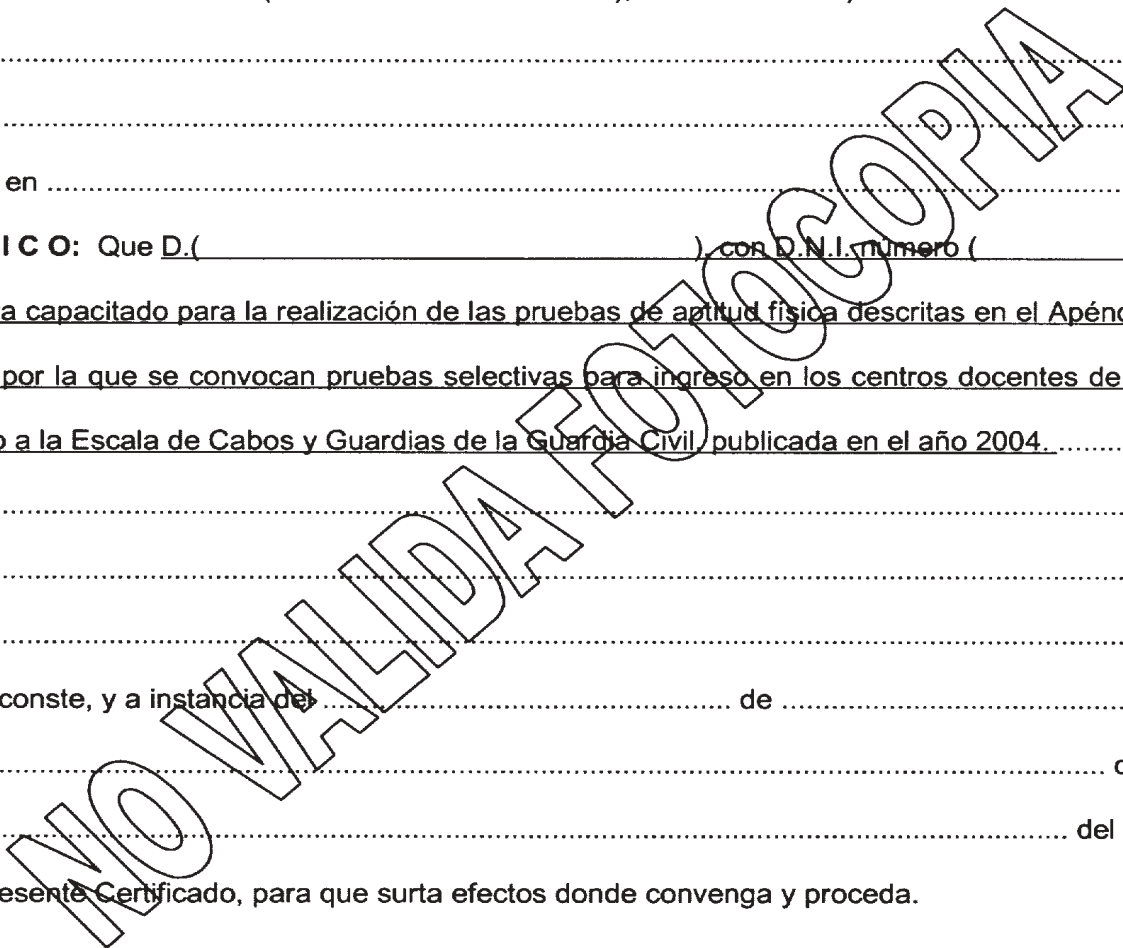 ..........
..........
en ..........
I C O: Que D.( ), con D.N.I. número (
a capacitado para la realización de las pruebas de aptitud física descritas en el Apénd
por la que se convocan pruebas selectivas para ingreso en los centros docentes de
o a la Escala de Cabos y Guardias de la Guardia Civil, publicada en el año 2004. ..........
..........
..........
..........
conste, y a instancia del .......... de ..........
..........
.......... del
esente Certificado, para que surta efectos donde convenga y proceda.
NO VALIDA FOTOCOPIA